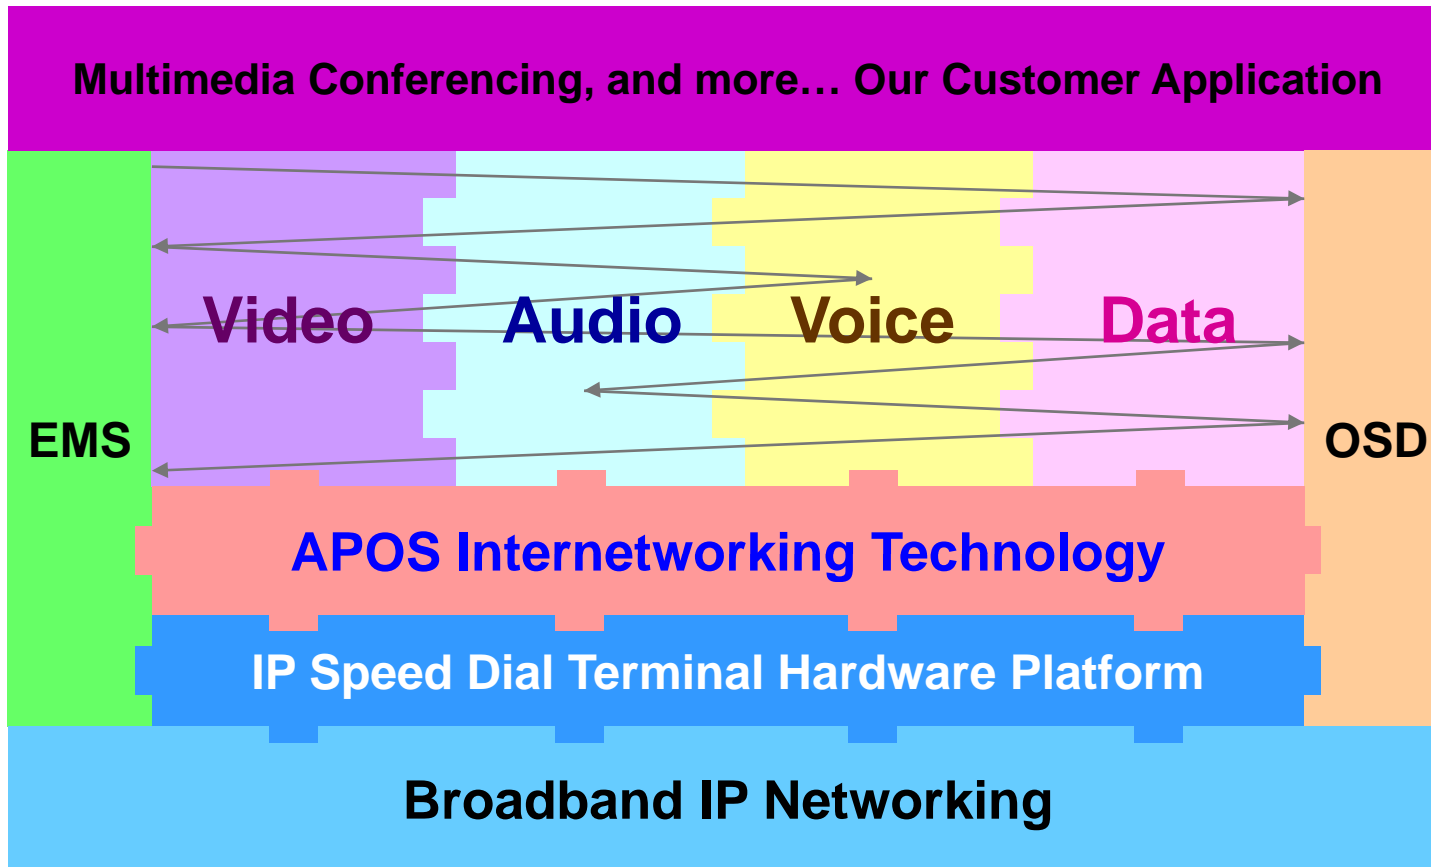 Multimedia Conferencing, and more… Our Customer Application
Video Audio Voice Data
EMS
OSD
APOS Internetworking Technology
IP Speed Dial Terminal Hardware Platform
Broadband IP Networking